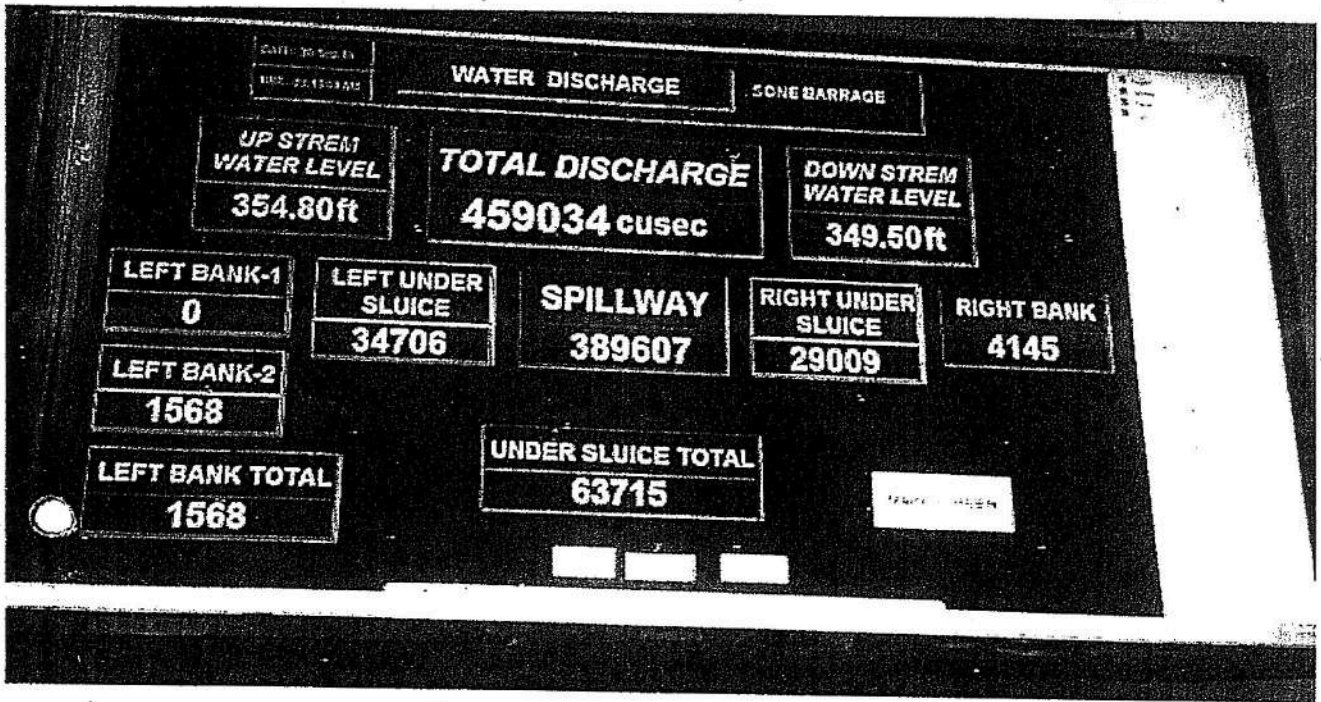 WATER DISCHARGE
SONE BARRAGE
UP STREM
WATER LEVEL
354.80ft
TOTAL DISCHARGE
459034 cusec
DOWN STREM
WATER LEVEL
349.50ft
LEFT BANK-1
0
LEFT UNDER
SLUICE
34706
SPILLWAY
389607
RIGHT UNDER
SLUICE
29009
RIGHT BANK
4145
LEFT BANK-2
1568
LEFT BANK TOTAL
1568
UNDER SLUICE TOTAL
63715